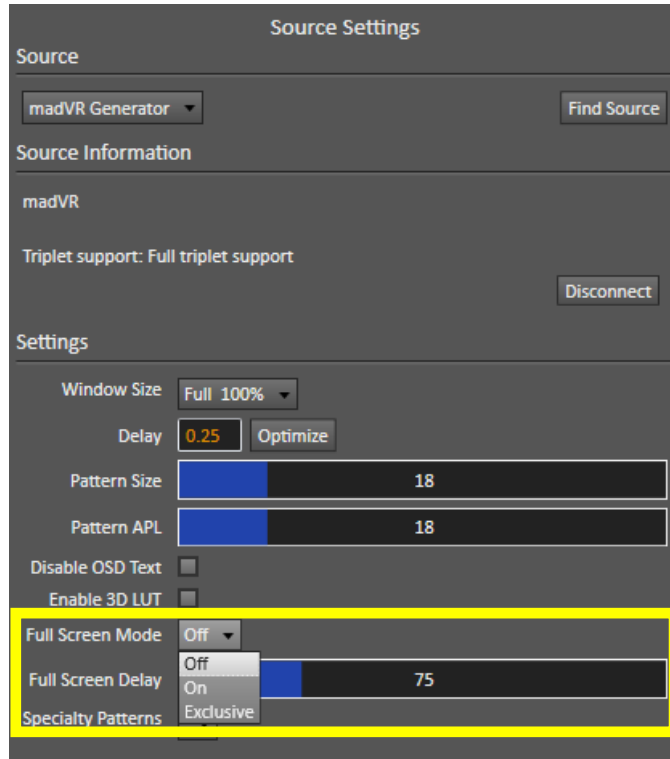 Source Settings
Source
madVR Generator
Find Source
Source Information
madVR
Triplet support: Full triplet support
Disconnect
Settings
Window Size Full 100%
Delay 0.25 Optimize
Pattern Size 18
Pattern APL 18
Disable OSD Text
Enable 3D LUT
Full Screen Mode Off
Off
Full Screen Delay 75
On
Exclusive
Specialty Patterns